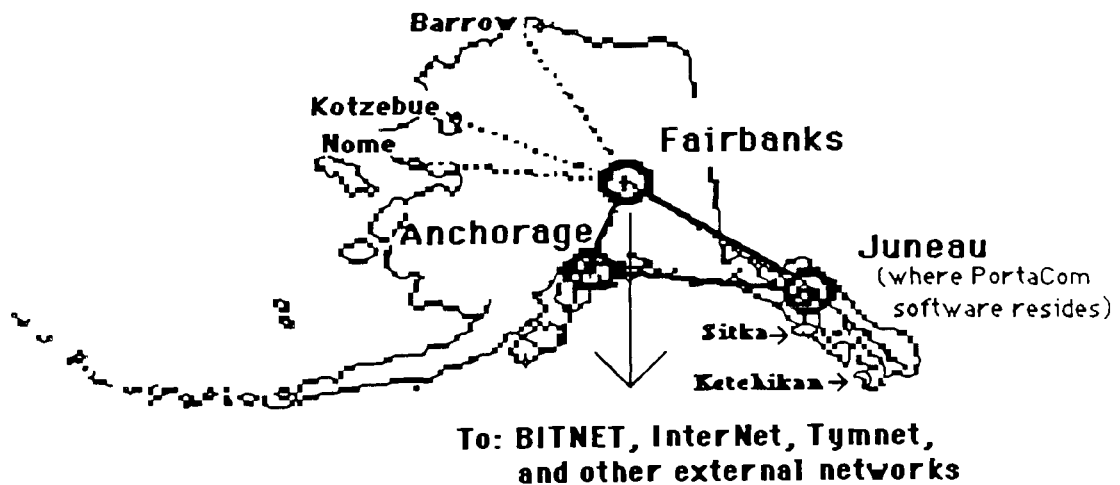 Barrow
Kotzebue
Nome
Fairbanks
Anchorage
Juneau
(where PortaCom
software resides)
Sitka→
Ketchikan→
To: BITNET, InterNet, Tymnet,
and other external networks